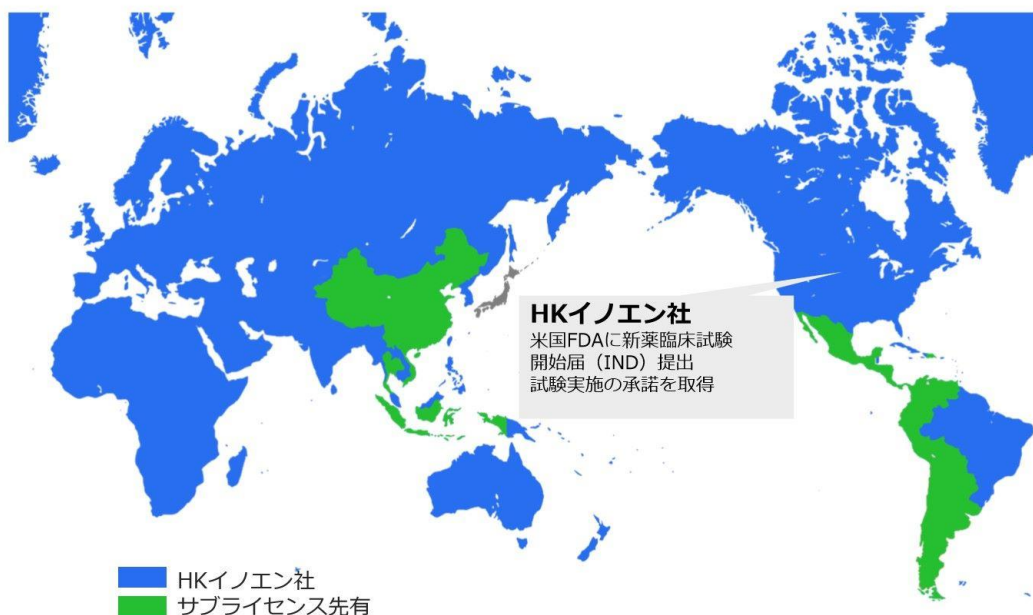 HKイノエン社
米国FDAに新薬臨床試験
開始届（IND）提出
試験実施の承諾を取得
HKイノエン社
サブライセンス先有